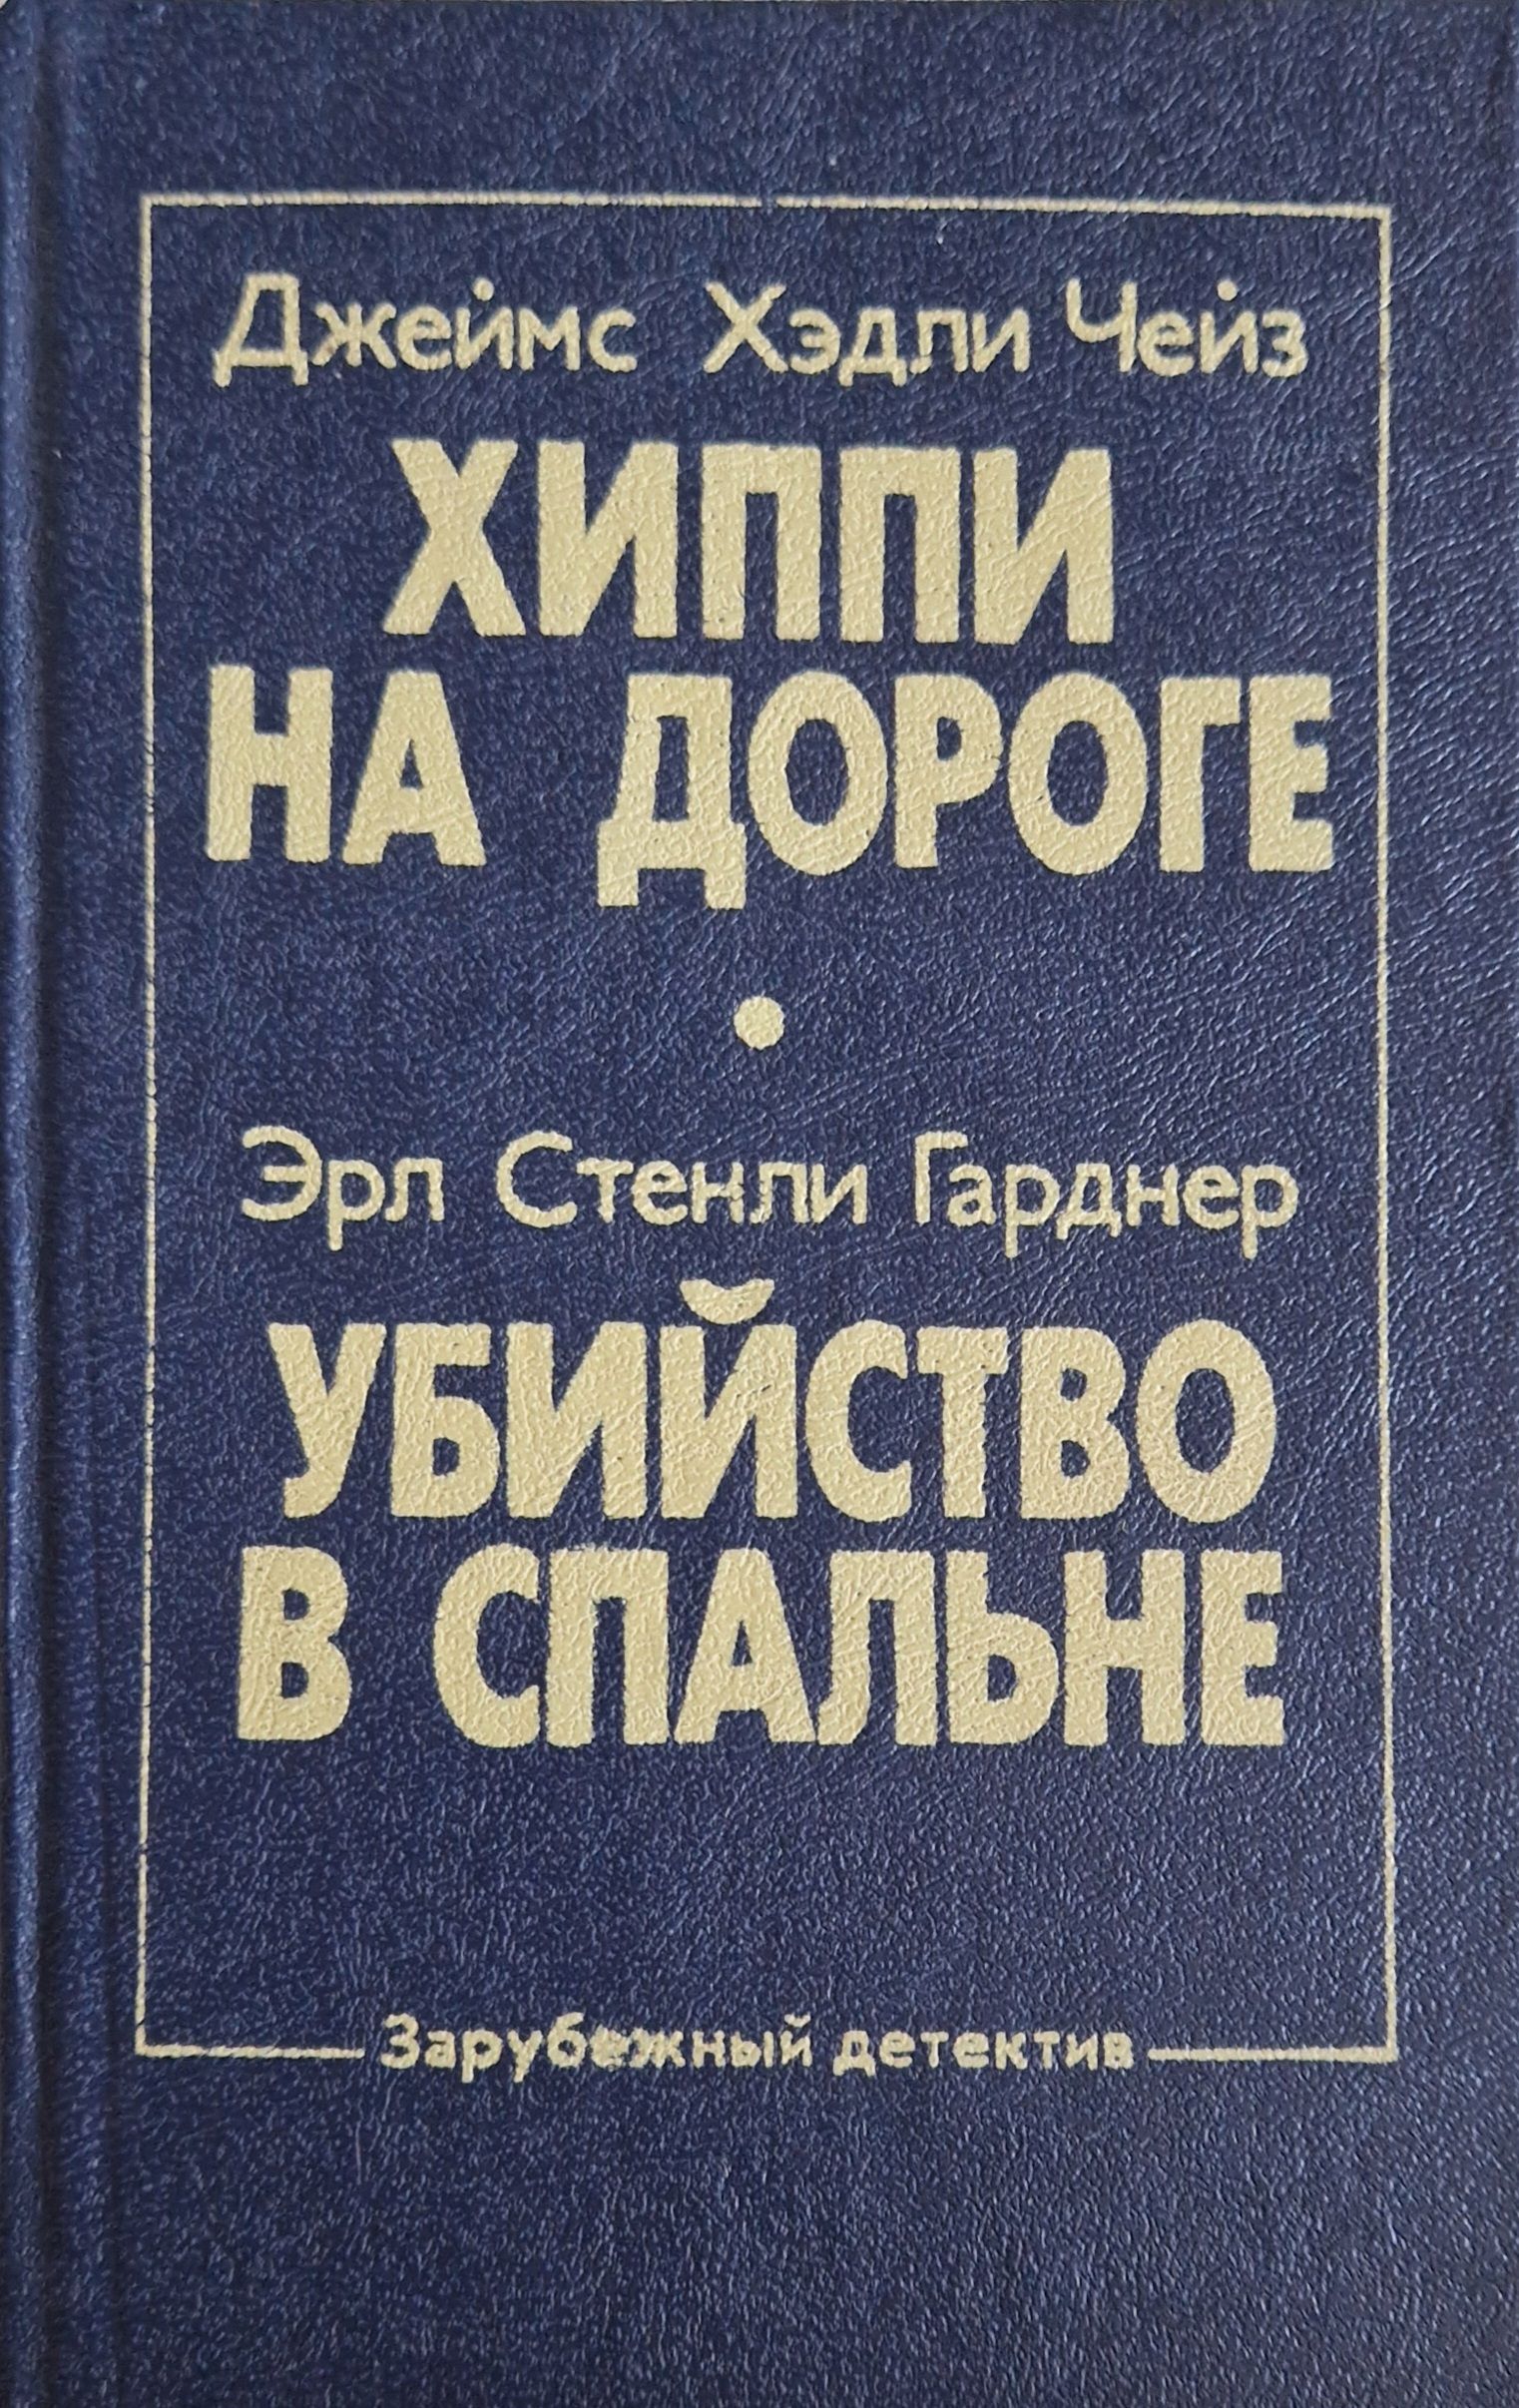 Джеймс Хэдли Чейз
ХИППИ
НА ДОРОГЕ
•
Эрл Стенли Гарднер
УБИЙСТВО
В СПАЛЬНЕ
Зарубежный детектив